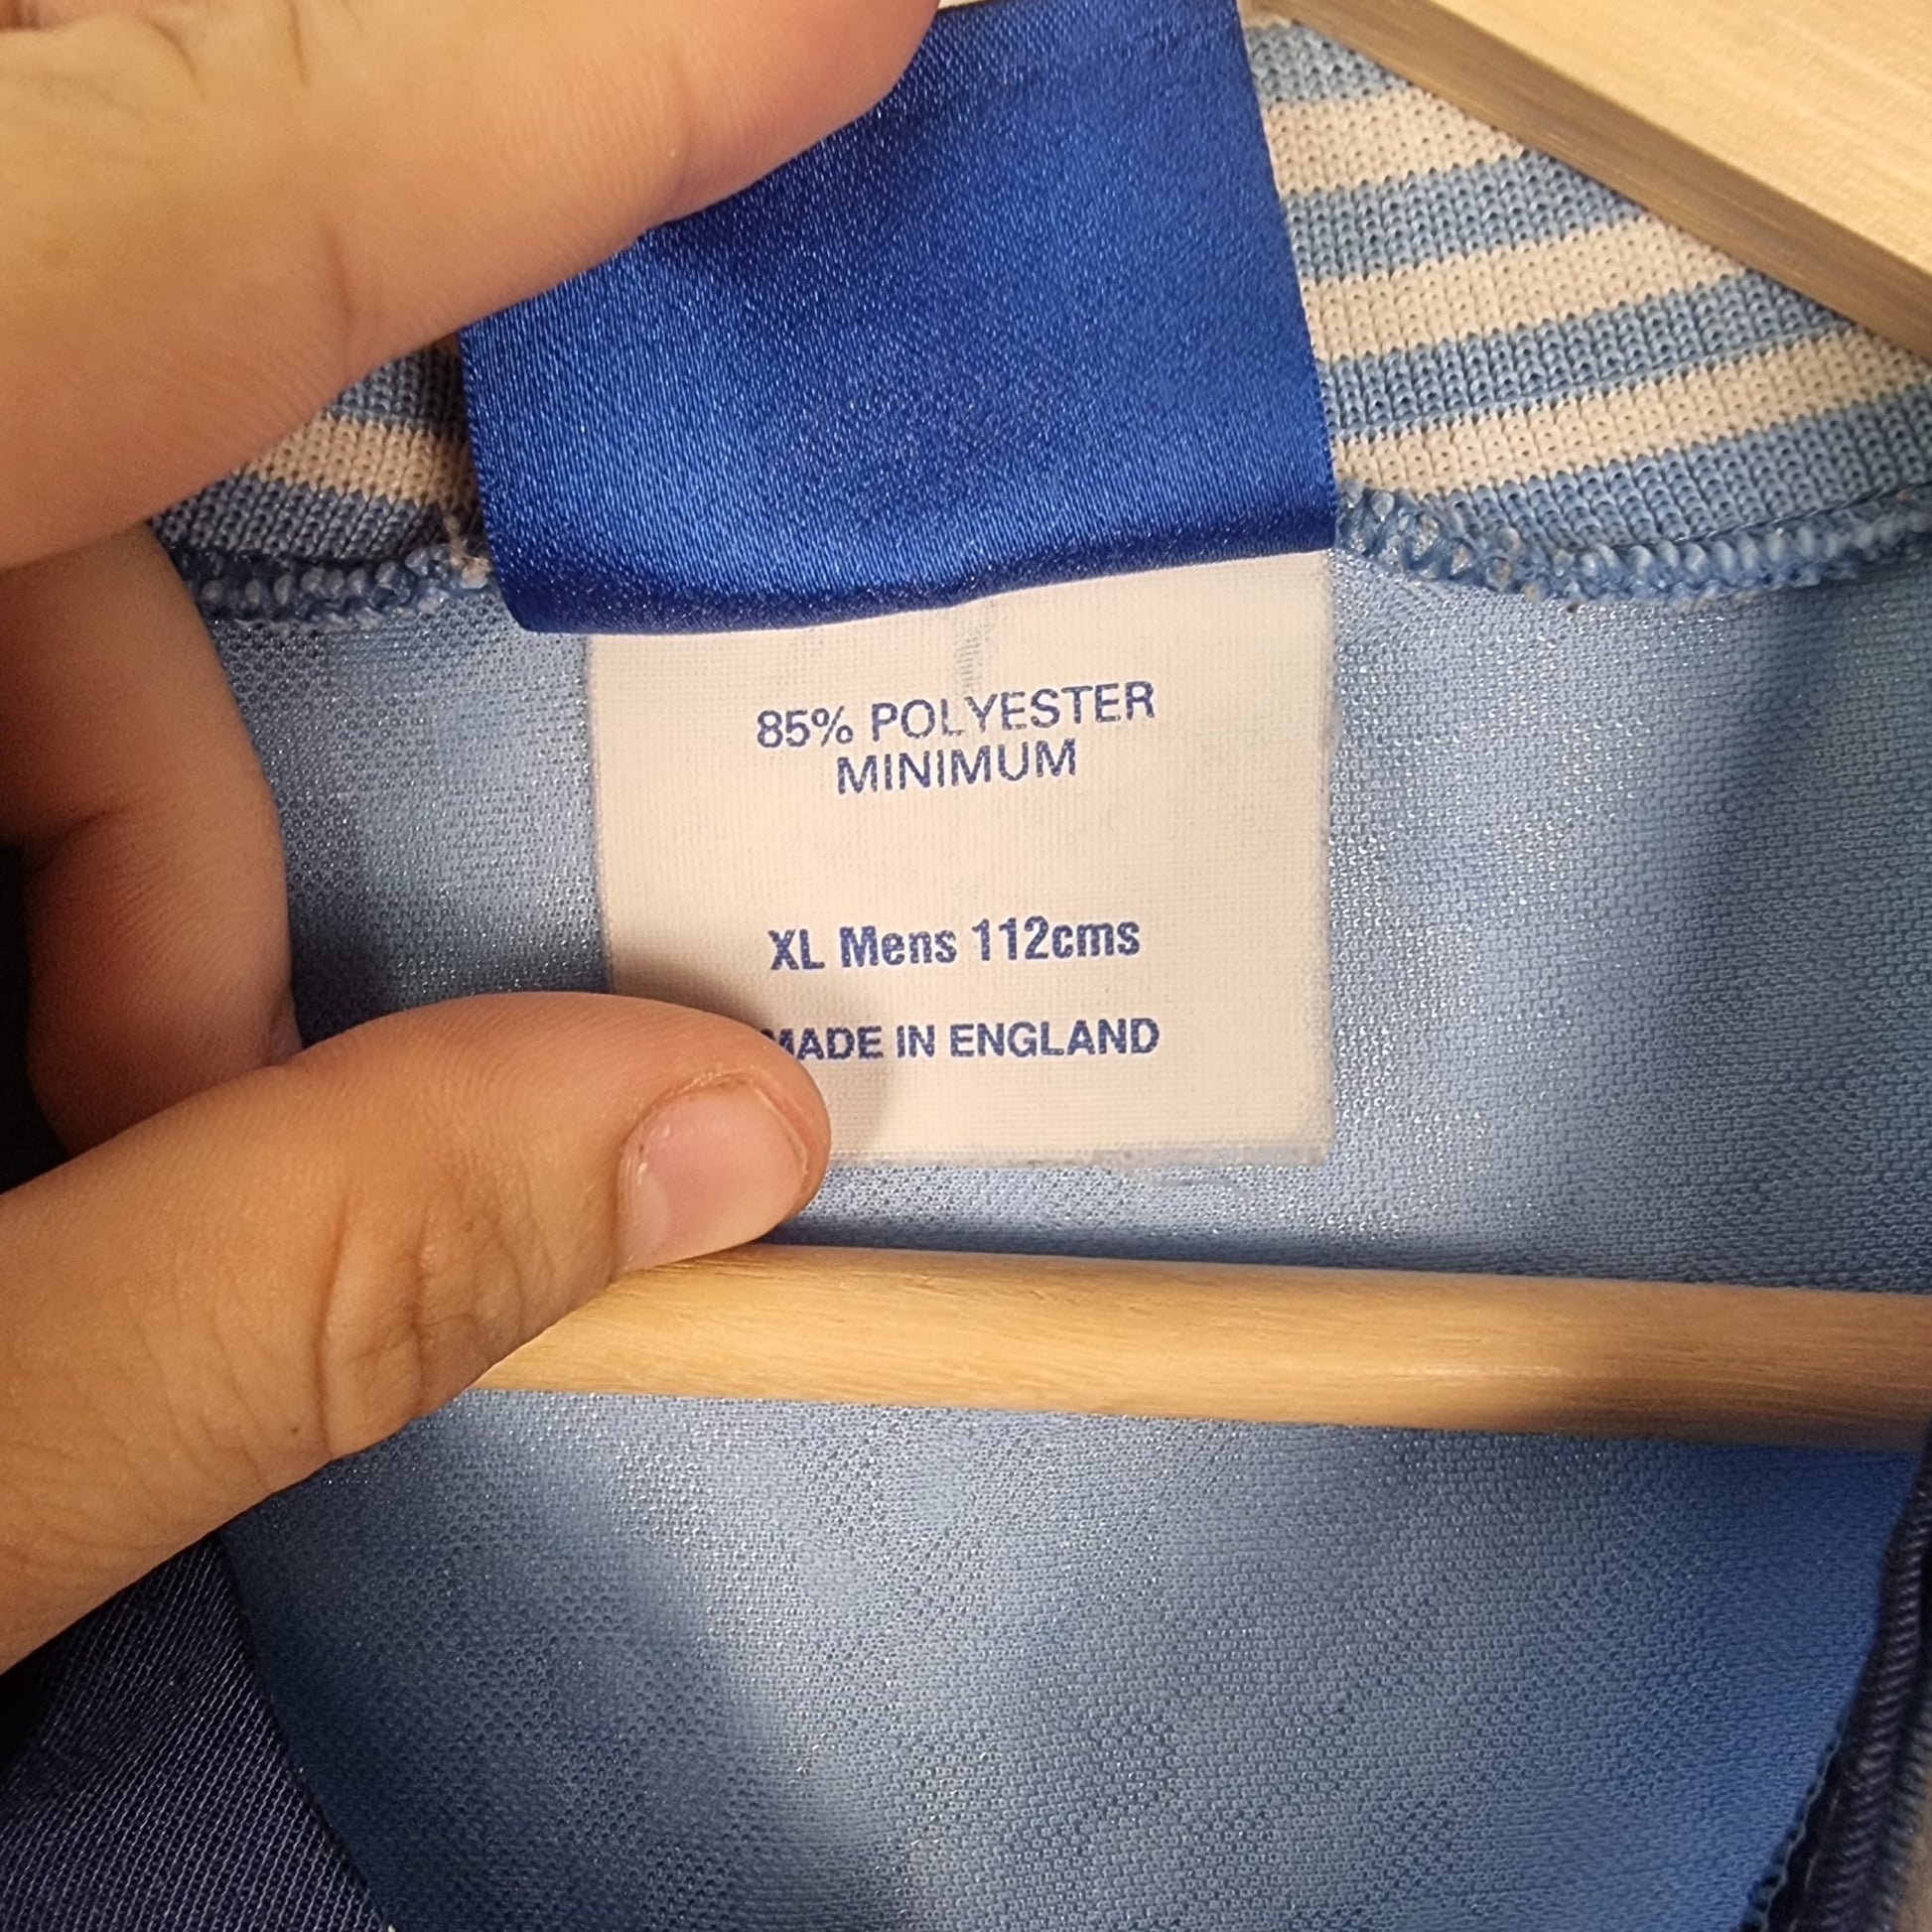 85% POLYESTER
MINIMUM
XL Mens 112cms
MADE IN ENGLAND